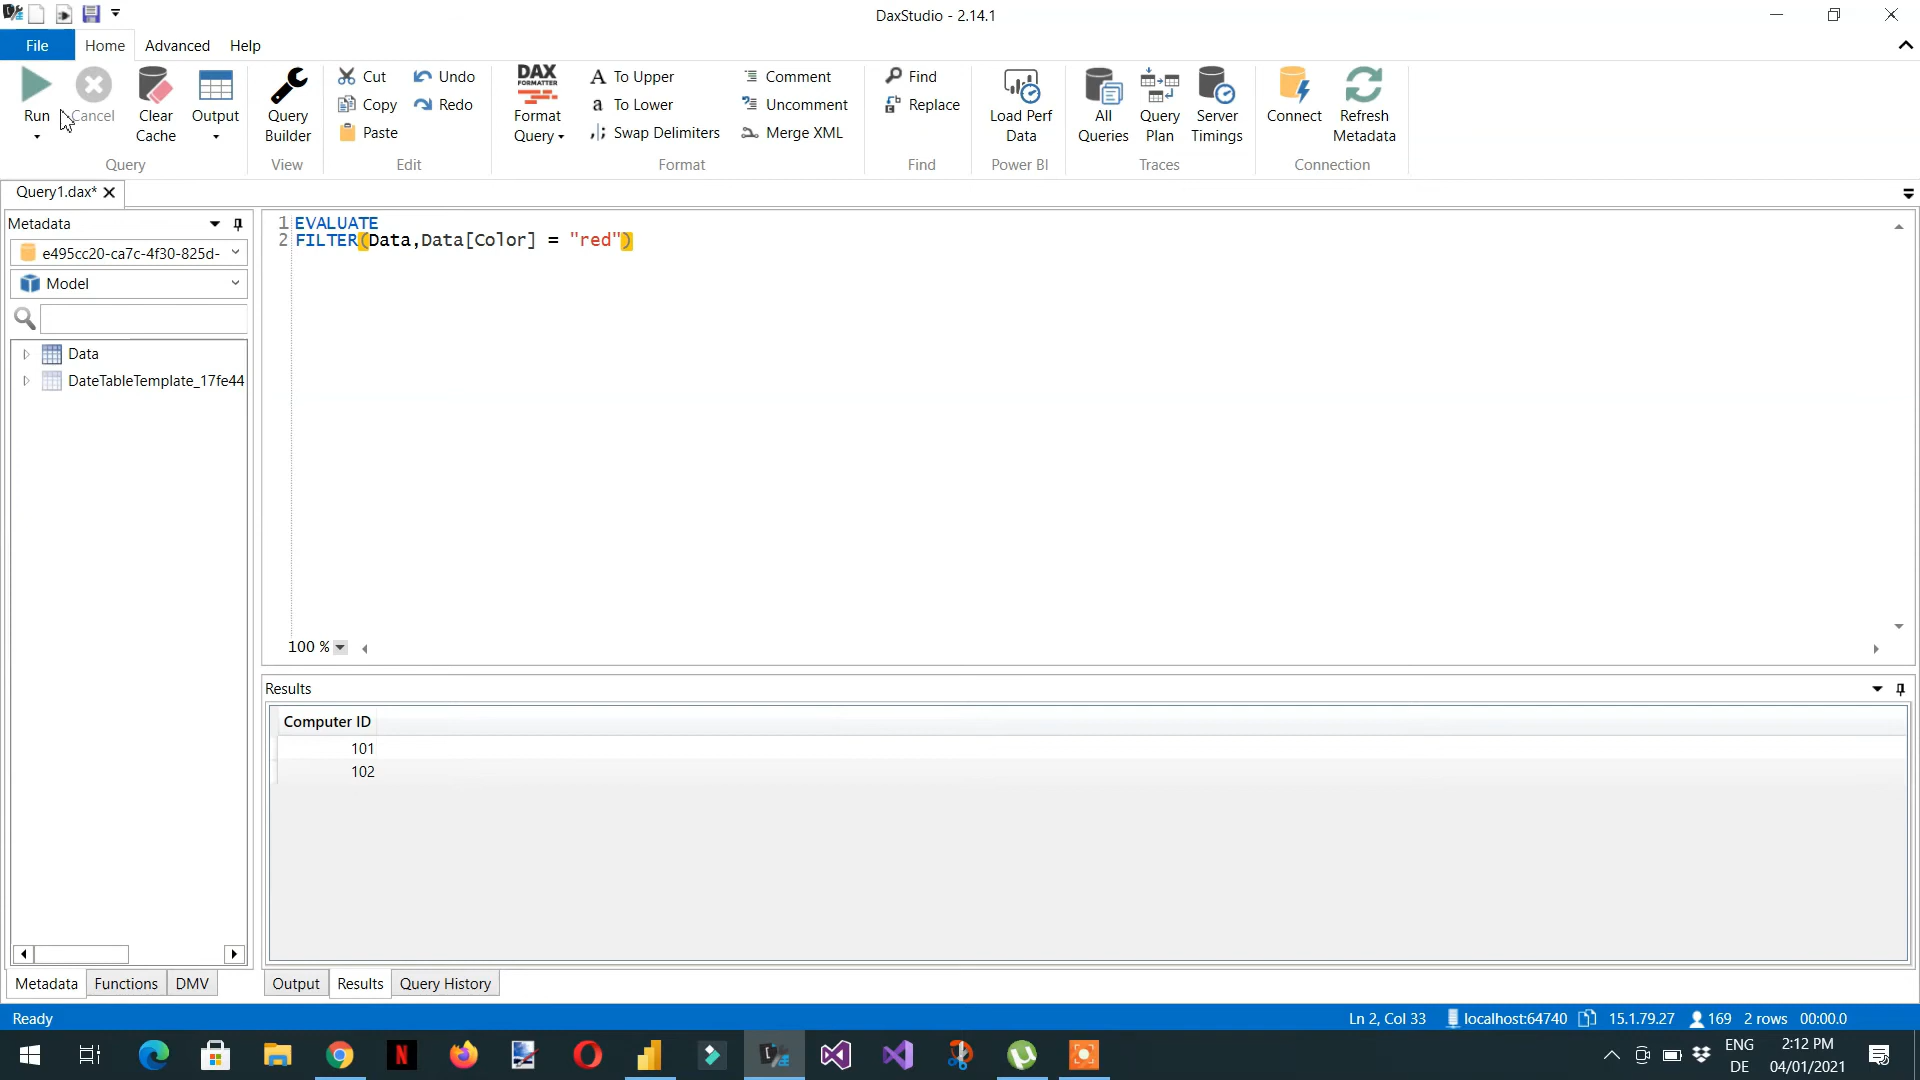 DaxStudio - 2.14.1
File Home Advanced Help
Run
Cancel
Clear Cache
Output
Query
Query Builder
View
Cut
Copy
Paste
Undo
Redo
Edit
DAX
FORMATTER
Format Query
To Upper
To Lower
Swap Delimiters
Comment
Uncomment
Merge XML
Format
Find
Replace
Find
Load Perf Data
Power BI
All Queries
Query Plan
Server Timings
Traces
Connect
Refresh Metadata
Connection
Query1.dax*
Metadata
e495cc20-ca7c-4f30-825d-
Model
Data
DateTableTemplate_17fe44
1 EVALUATE
2 FILTER(Data,Data[Color] = "red")
100 %
Results
Computer ID
101
102
Metadata Functions DMV
Output Results Query History
Ready
Ln 2, Col 33 localhost:64740 15.1.79.27 169 2 rows 00:00.0
ENG
DE
2:12 PM
04/01/2021